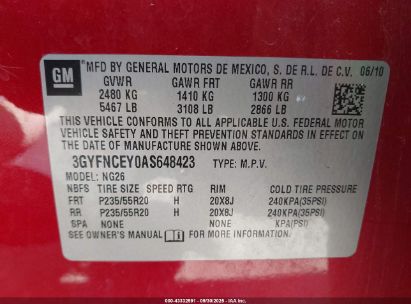 GM
MFD BY GENERAL MOTORS DE MEXICO, S. DE R.L. DE C.V. 06/10
GVWR GAWR FRT GAWR RR
2480 KG 1410 KG 1300 KG
5467 LB 3108 LB 2866 LB
THIS VEHICLE CONFORMS TO ALL APPLICABLE U.S. FEDERAL MOTOR
VEHICLE SAFETY AND THEFT PREVENTION STANDARDS IN EFFECT ON
THE DATE OF MANUFACTURE SHOWN ABOVE.
3GYFNCEY0AS648423 TYPE: M.P.V.
MODEL: NG26
NBFS TIRE SIZE SPEED RTG RIM COLD TIRE PRESSURE
FRT P235/55R20 H 20X8J 240KPA(35PSI)
RR P235/55R20 H 20X8J 240KPA(35PSI)
SPA NONE NONE KPA(PSI)
SEE OWNER'S MANUAL FOR ADDITIONAL INFORMATION.